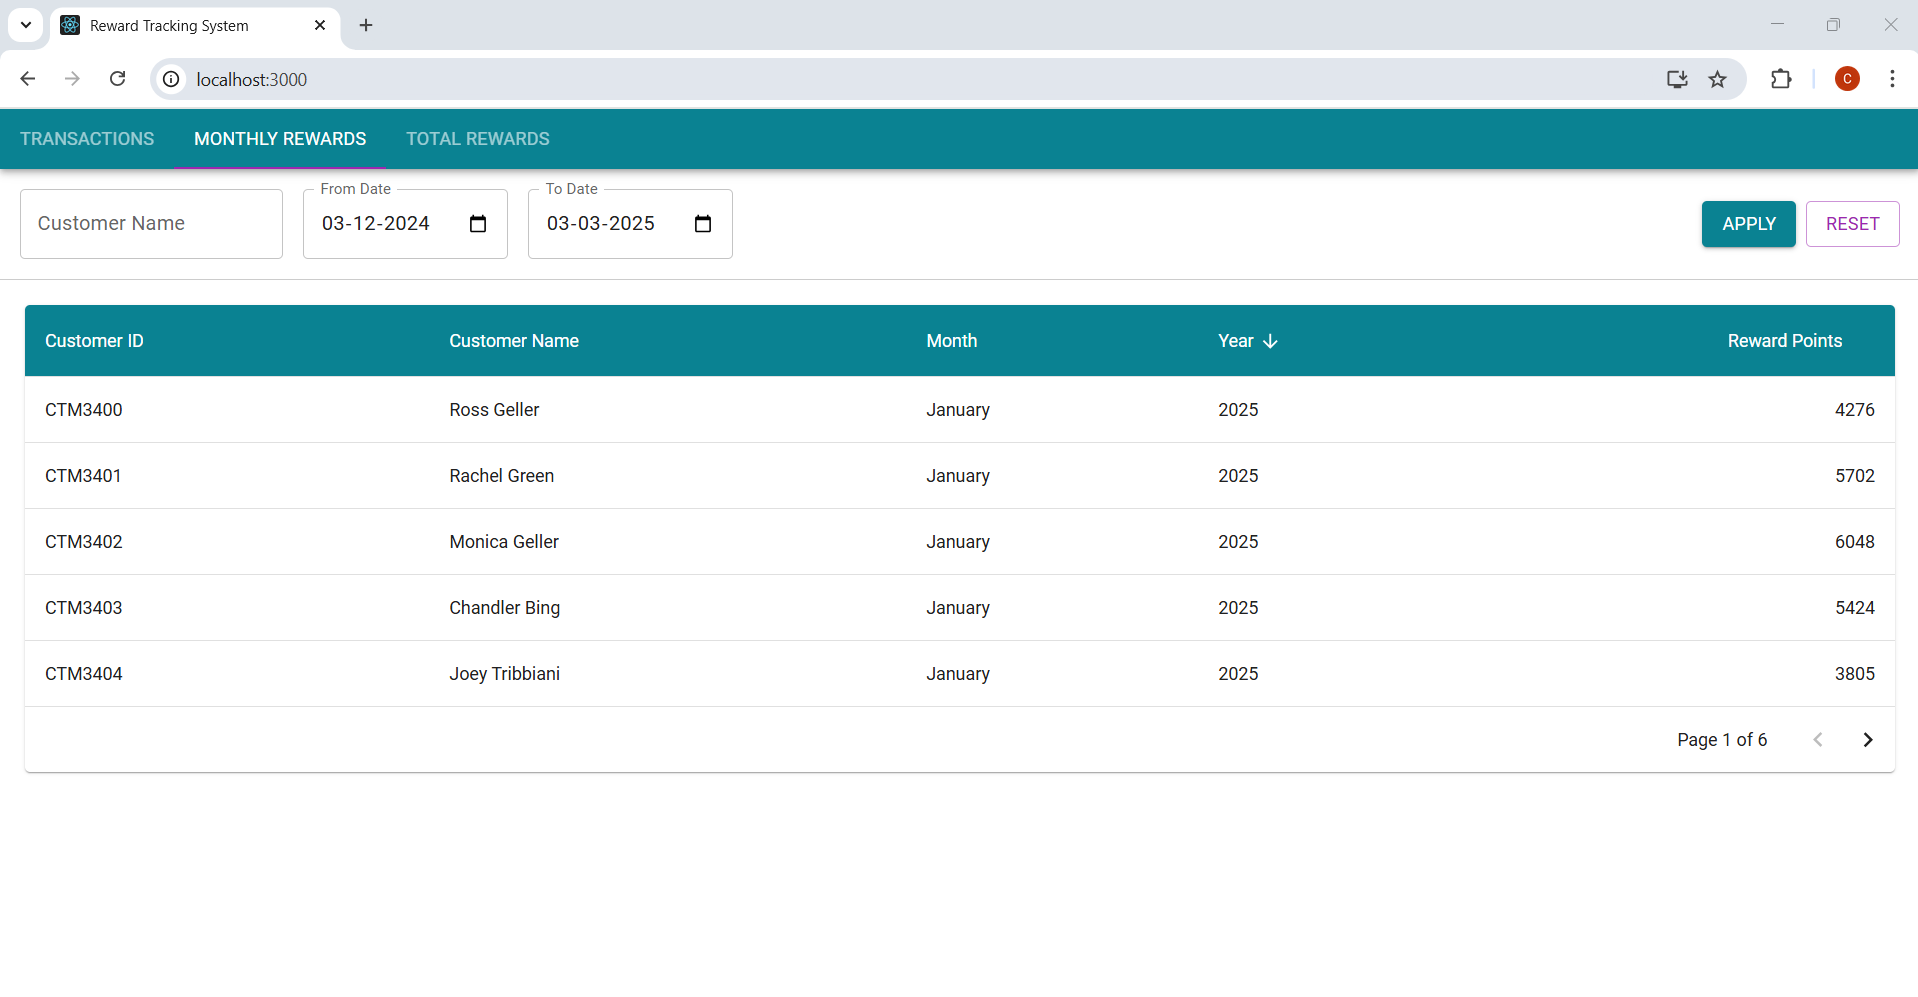 Reward Tracking System
localhost:3000
C
TRANSACTIONS MONTHLY REWARDS TOTAL REWARDS
Customer Name
From Date
03-12-2024
To Date
03-03-2025
APPLY RESET
Customer ID Customer Name Month Year Reward Points
CTM3400 Ross Geller January 2025 4276
CTM3401 Rachel Green January 2025 5702
CTM3402 Monica Geller January 2025 6048
CTM3403 Chandler Bing January 2025 5424
CTM3404 Joey Tribbiani January 2025 3805
Page 1 of 6